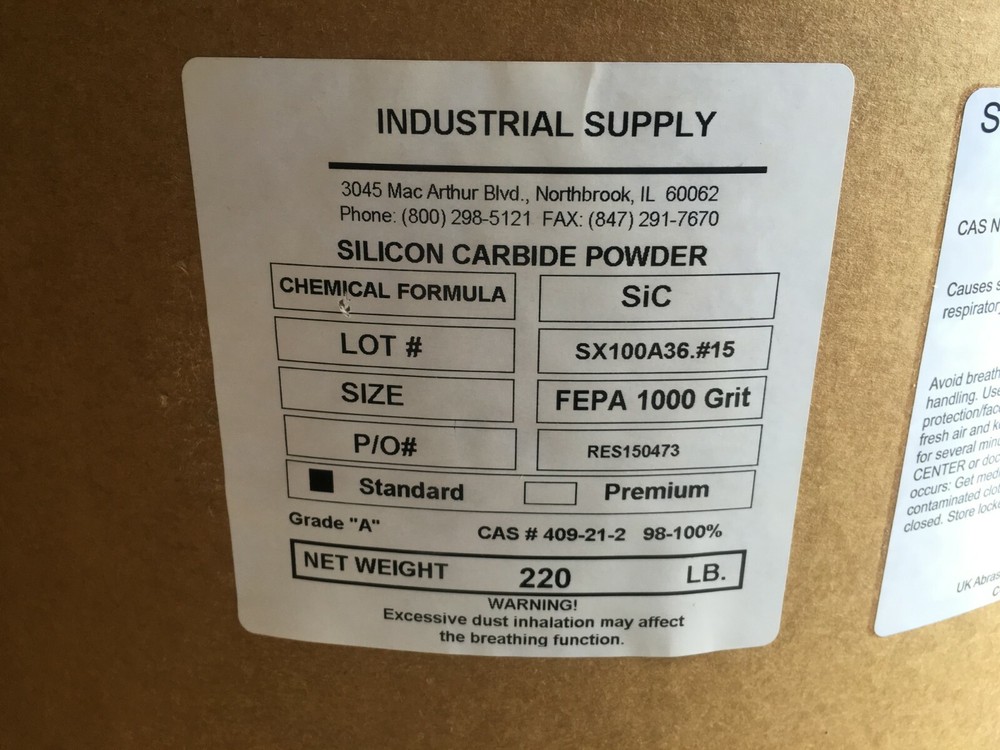 INDUSTRIAL SUPPLY
3045 Mac Arthur Blvd., Northbrook, IL 60062
Phone: (800) 298-5121 FAX: (847) 291-7670
SILICON CARBIDE POWDER
CHEMICAL FORMULA SiC
LOT # SX100A36.#15
SIZE FEPA 1000 Grit
P/O# RES150473
Standard Premium
Grade "A" CAS # 409-21-2 98-100%
NET WEIGHT 220 LB.
WARNING!
Excessive dust inhalation may affect
the breathing function.
S
CAS N
Causes s
respirator
Avoid breath
handling. Use
protection/fac
fresh air and k
for several minu
CENTER or doc
occurs: Get med
contaminated clot
closed. Store locke
UK Abras